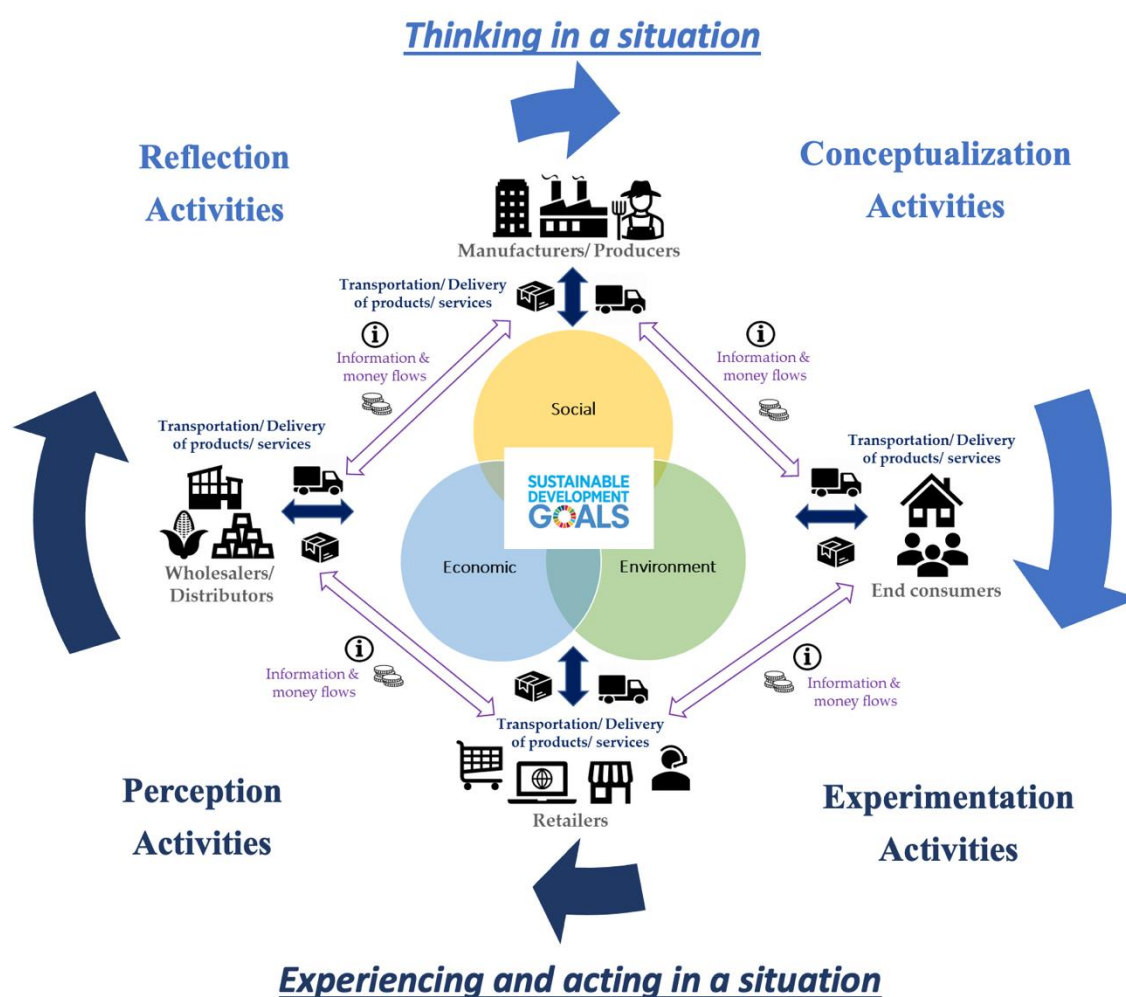 Thinking in a situation
Reflection
Activities
Conceptualization
Activities
Manufacturers/ Producers
Transportation/ Delivery
of products/ services
i
Information &
money flows
i
Information &
money flows
Social
Transportation/ Delivery
of products/ services
Transportation/ Delivery
of products/ services
SUSTAINABLE
DEVELOPMENT
GOALS
Wholesalers/
Distributors
Economic
Environment
End consumers
i
Information &
money flows
i
Information &
money flows
Transportation/ Delivery
of products/ services
Retailers
Perception
Activities
Experimentation
Activities
Experiencing and acting in a situation